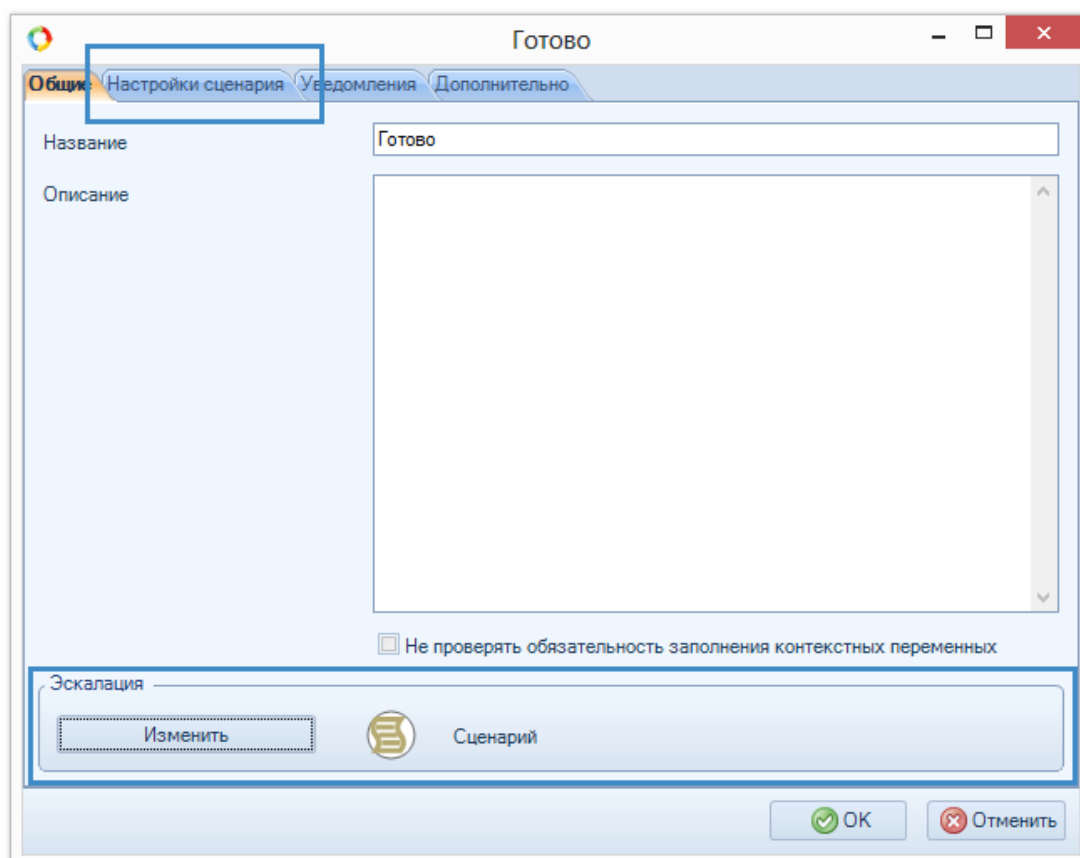 Готово
Общие Настройки сценария Уведомления Дополнительно
Название Готово
Описание
Не проверять обязательность заполнения контекстных переменных
Эскалация
Изменить Сценарий
OK Отменить